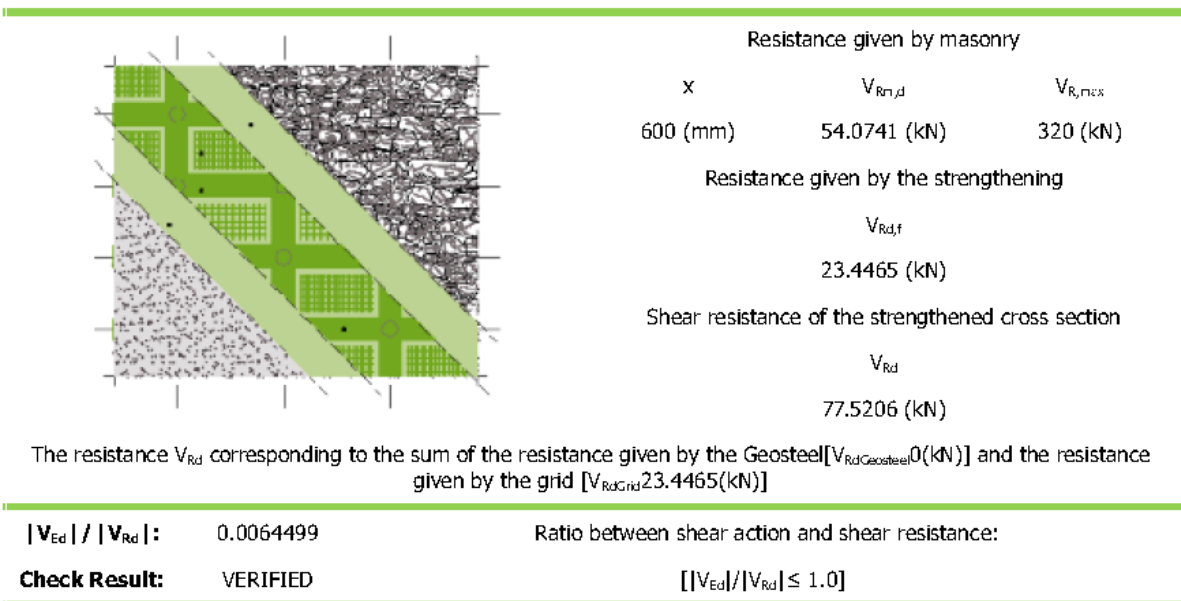 Resistance given by masonry
x V_Rm,d V_R,max
600 (mm) 54.0741 (kN) 320 (kN)
Resistance given by the strengthening
V_Rd,f
23.4465 (kN)
Shear resistance of the strengthened cross section
V_Rd
77.5206 (kN)
The resistance V_Rd corresponding to the sum of the resistance given by the Geosteel[V_RdGeosteel0(kN)] and the resistance
given by the grid [V_RdGrid23.4465(kN)]
|V_Ed| / |V_Rd|: 0.0064499 Ratio between shear action and shear resistance:
Check Result: VERIFIED [|V_Ed|/|V_Rd| ≤ 1.0]